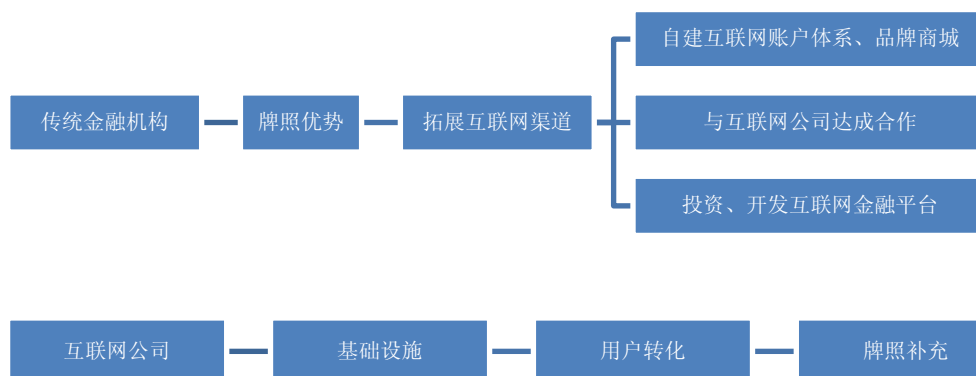 自建互联网账户体系、品牌商城
传统金融机构
牌照优势
拓展互联网渠道
与互联网公司达成合作
投资、开发互联网金融平台
互联网公司
基础设施
用户转化
牌照补充